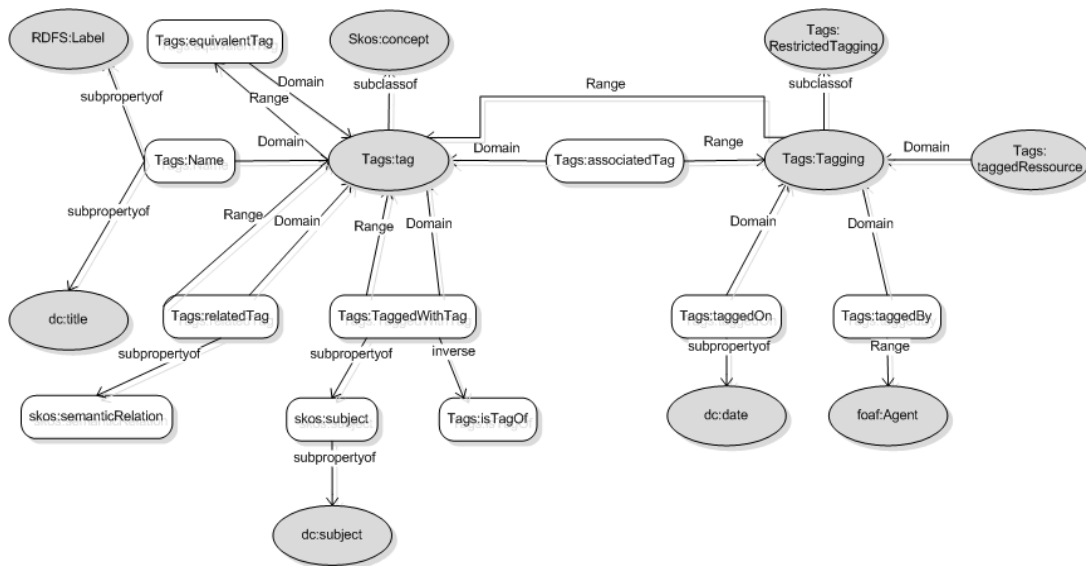 RDFS:Label
Tags:equivalentTag
Skos:concept
Tags:
RestrictedTagging
Domain
subclassof
subclassof
subpropertyof
Range
Range
Domain
Domain
Range
Domain
Tags:Name
Tags:tag
Tags:associatedTag
Tags:Tagging
Tags:
taggedRessource
subpropertyof
Range
Domain
Range
Domain
Domain
Domain
dc:title
Tags:relatedTag
Tags:TaggedWithTag
Tags:taggedOn
Tags:taggedBy
subpropertyof
subpropertyof
inverse
subpropertyof
Range
skos:semanticRelation
skos:subject
Tags:isTagOf
dc:date
foaf:Agent
subpropertyof
dc:subject